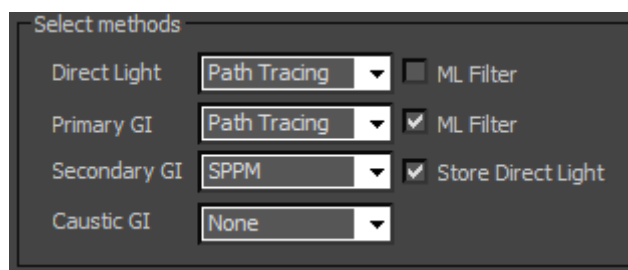 Select methods
Direct Light Path Tracing ML Filter
Primary GI Path Tracing ML Filter
Secondary GI SPPM Store Direct Light
Caustic GI None